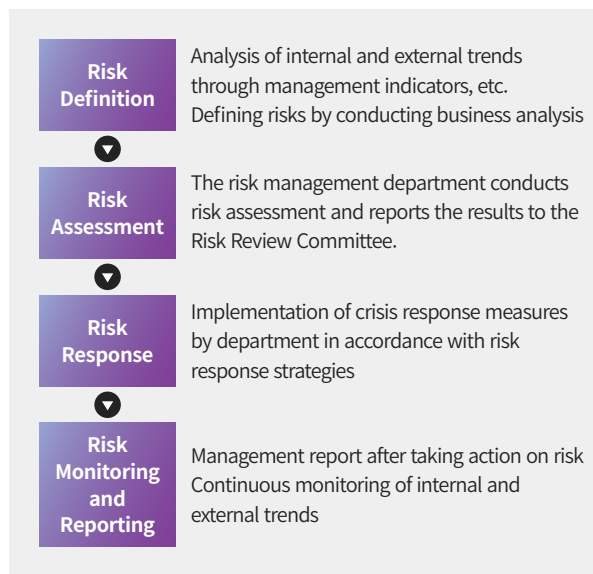 Risk
Definition
Analysis of internal and external trends
through management indicators, etc.
Defining risks by conducting business analysis
Risk
Assessment
The risk management department conducts
risk assessment and reports the results to the
Risk Review Committee.
Risk
Response
Implementation of crisis response measures
by department in accordance with risk
response strategies
Risk
Monitoring
and
Reporting
Management report after taking action on risk
Continuous monitoring of internal and
external trends